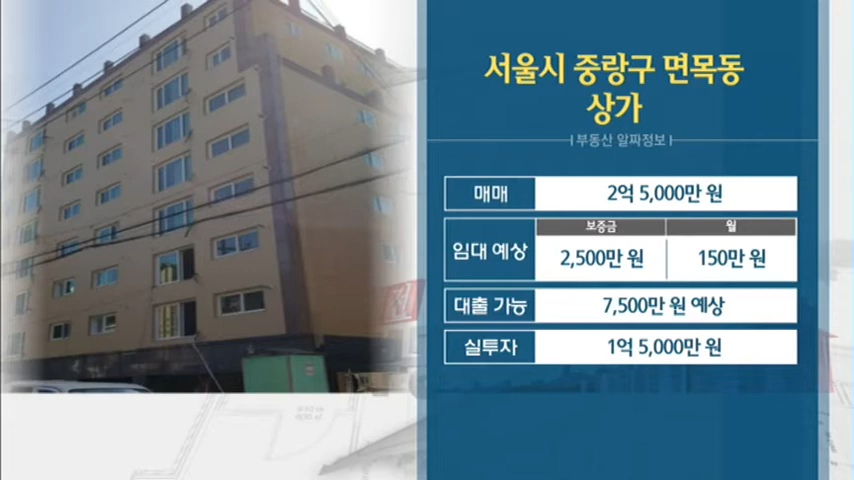 서울시 중랑구 면목동
상가
부동산 알짜정보
매매 2억 5,000만 원
임대 예상 보증금 월
2,500만 원 150만 원
대출 가능 7,500만 원 예상
실투자 1억 5,000만 원